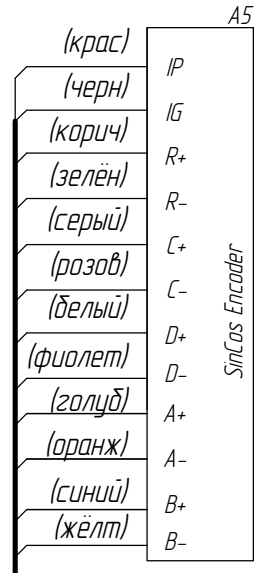 A5
(крас) IP
(черн) IG
(корич) R+
(зелён) R-
(серый) C+
(розов) C-
(белый) D+
(фиолет) D-
(голуб) A+
(оранж) A-
(синий) B+
(жёлт) B-
SinCos Encoder